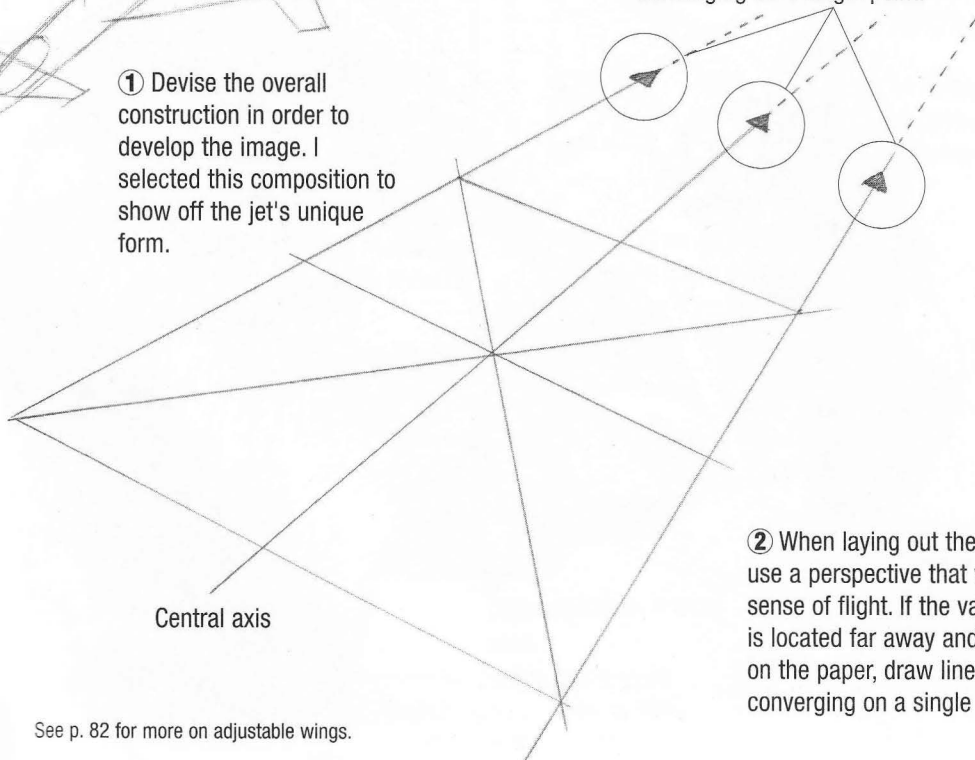 ① Devise the overall
construction in order to
develop the image. I
selected this composition to
show off the jet's unique
form.
Central axis
② When laying out the
use a perspective that
sense of flight. If the va
is located far away and
on the paper, draw line
converging on a single
See p. 82 for more on adjustable wings.